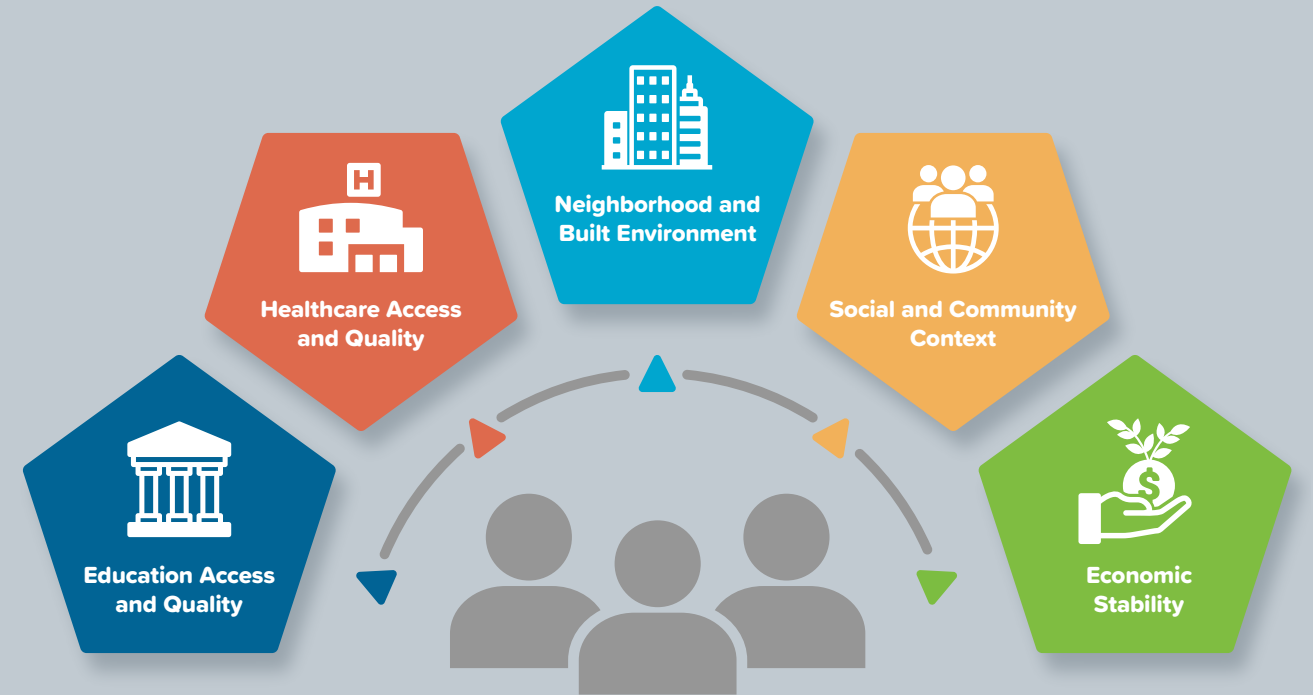 Neighborhood and
Built Environment
H
Healthcare Access
and Quality
Social and Community
Context
Education Access
and Quality
$
Economic
Stability